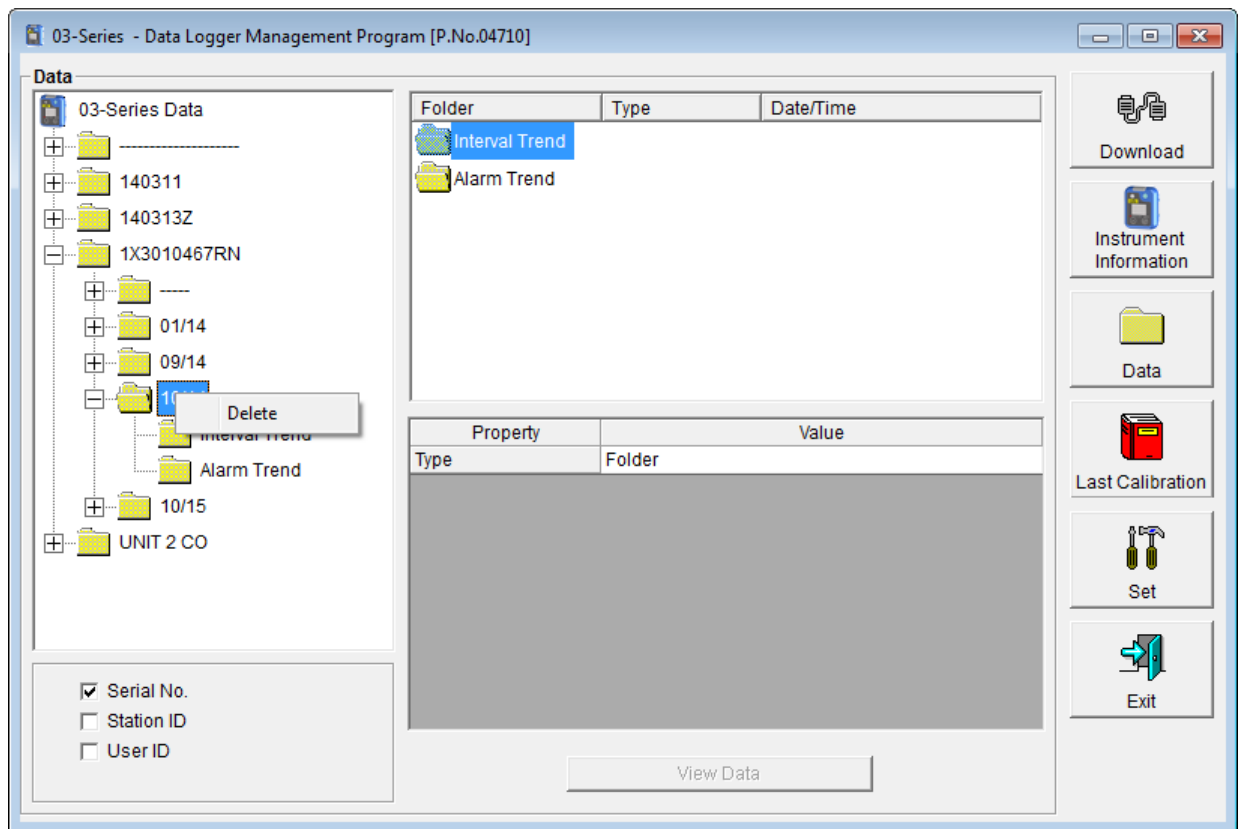 03-Series - Data Logger Management Program [P.No.04710]
Data
03-Series Data
--------------------
140311
140313Z
1X3010467RN
-----
01/14
09/14
Delete
Interval Trend
Alarm Trend
10/15
UNIT 2 CO
Serial No.
Station ID
User ID
Folder Type Date/Time
Interval Trend
Alarm Trend
Property Value
Type Folder
View Data
Download
Instrument
Information
Data
Last Calibration
Set
Exit